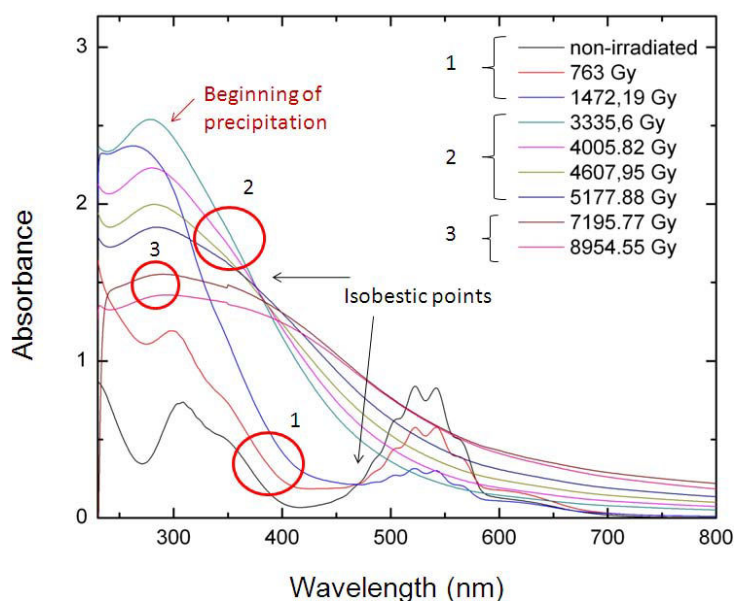 3
2
1
0
Absorbance
300
400
500
600
700
800
Wavelength (nm)
Beginning of
precipitation
2
3
1
Isobestic points
1
non-irradiated
763 Gy
1472,19 Gy
2
3335,6 Gy
4005.82 Gy
4607,95 Gy
5177.88 Gy
3
7195.77 Gy
8954.55 Gy